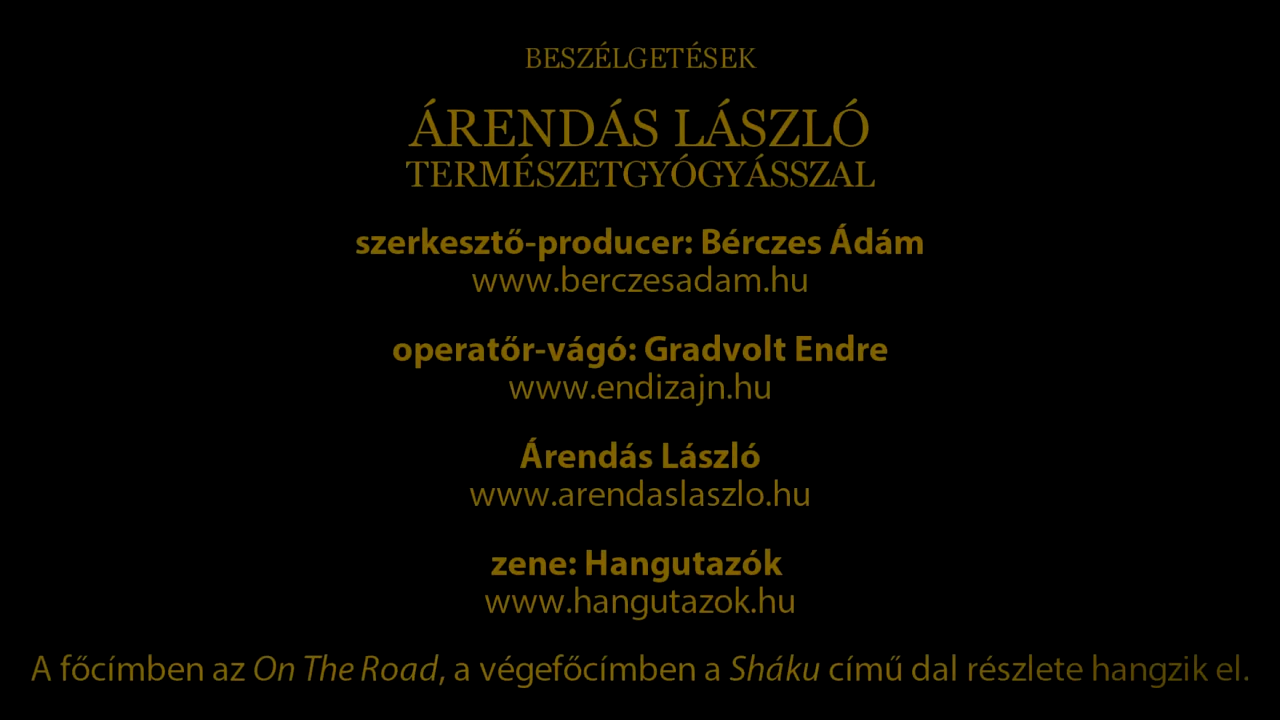 BESZÉLGETÉSEK
ÁRENDÁS LÁSZLÓ
TERMÉSZETGYÓGYÁSSZAL
szerkesztő-producer: Bérczes Ádám
www.berczesadam.hu
operatőr-vágó: Gradvolt Endre
www.endizajn.hu
Árendás László
www.arendaslaszlo.hu
zene: Hangutazók
www.hangutazok.hu
A főcímben az On The Road, a végefőcímben a Sháku című dal részlete hangzik el.